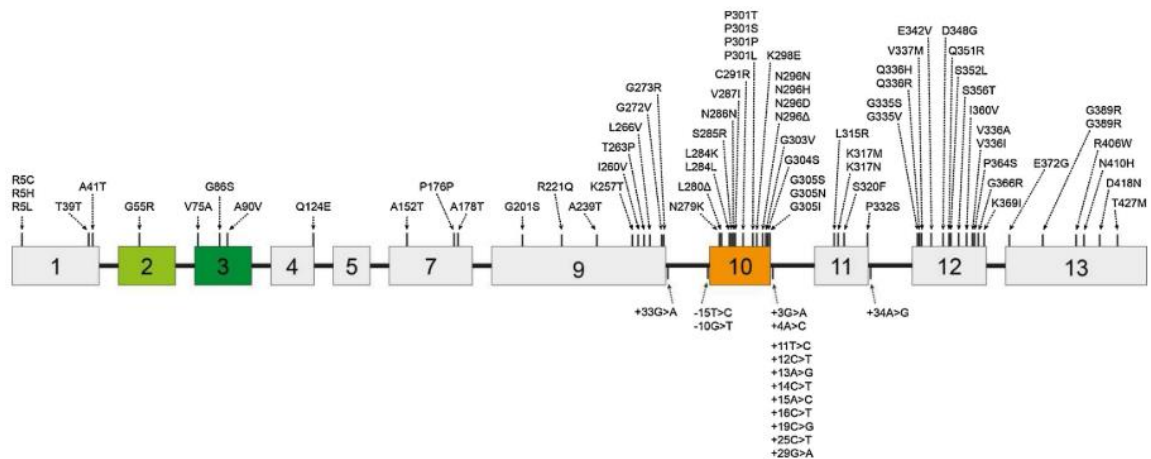 R5C
R5H
R5L
T39T
A41T
G55R
V75A
G86S
A90V
Q124E
A152T
P176P
A178T
G201S
R221Q
A239T
K257T
I260V
T263P
L266V
G272V
G273R
N279K
L280Δ
L284L
L284K
S285R
N286N
V287I
C291R
P301T
P301S
P301P
P301L
K298E
N296N
N296H
N296D
N296Δ
G303V
G304S
G305S
G305N
G305I
L315R
K317M
K317N
S320F
P332S
G335S
G335V
Q336H
Q336R
V337M
E342V
D348G
Q351R
S352L
S356T
I360V
V336A
V336I
P364S
G366R
K369I
E372G
G389R
G389R
R406W
N410H
D418N
T427M
1
2
3
4
5
7
9
10
11
12
13
+33G>A
-15T>C
-10G>T
+3G>A
+4A>C
+11T>C
+12C>T
+13A>G
+14C>T
+15A>C
+16C>T
+19C>G
+25C>T
+29G>A
+34A>G